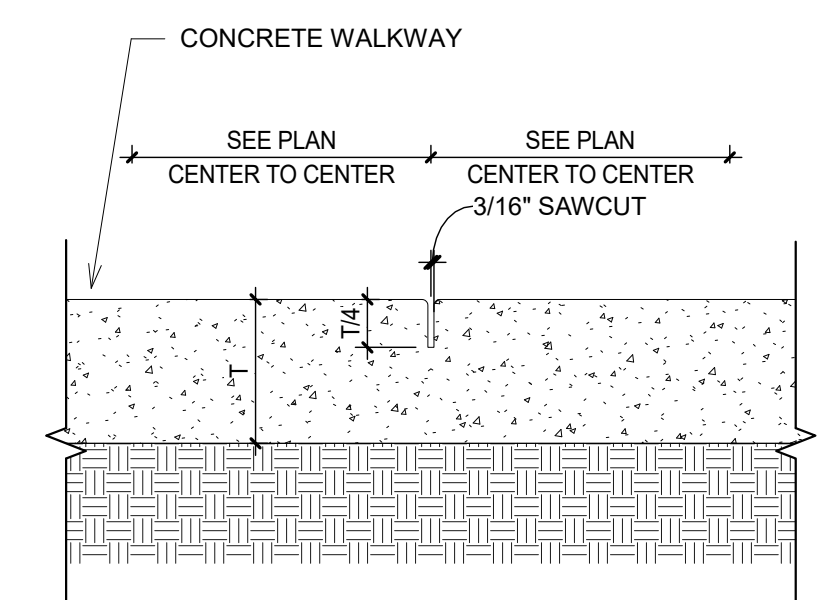 CONCRETE WALKWAY
SEE PLAN
CENTER TO CENTER
SEE PLAN
CENTER TO CENTER
3/16" SAWCUT
T/4
T